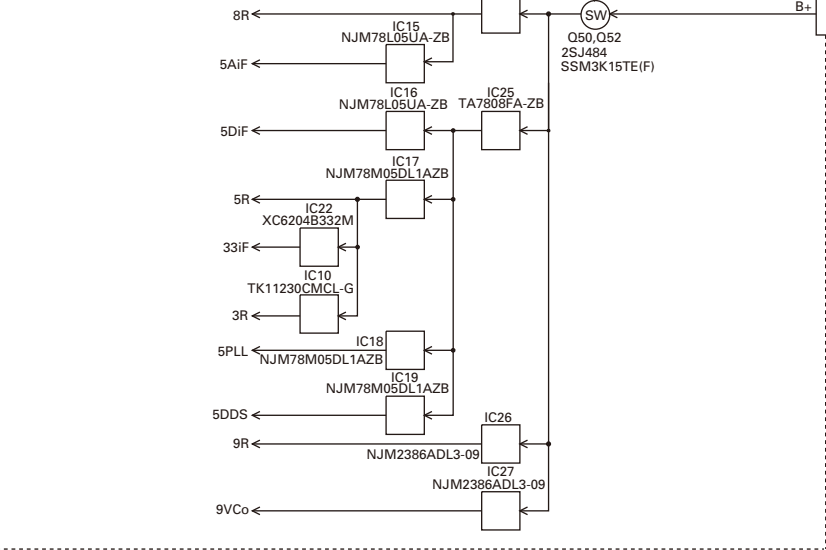 8R
SW
B+
IC15
NJM78L05UA-ZB
Q50,Q52
2SJ484
SSM3K15TE(F)
5AiF
IC16
NJM78L05UA-ZB
IC25
TA7808FA-ZB
5DiF
IC17
NJM78M05DL1AZB
5R
IC22
XC6204B332M
33iF
IC10
TK11230CMCL-G
3R
IC18
5PLL
NJM78M05DL1AZB
IC19
NJM78M05DL1AZB
5DDS
IC26
9R
NJM2386ADL3-09
IC27
NJM2386ADL3-09
9VCo